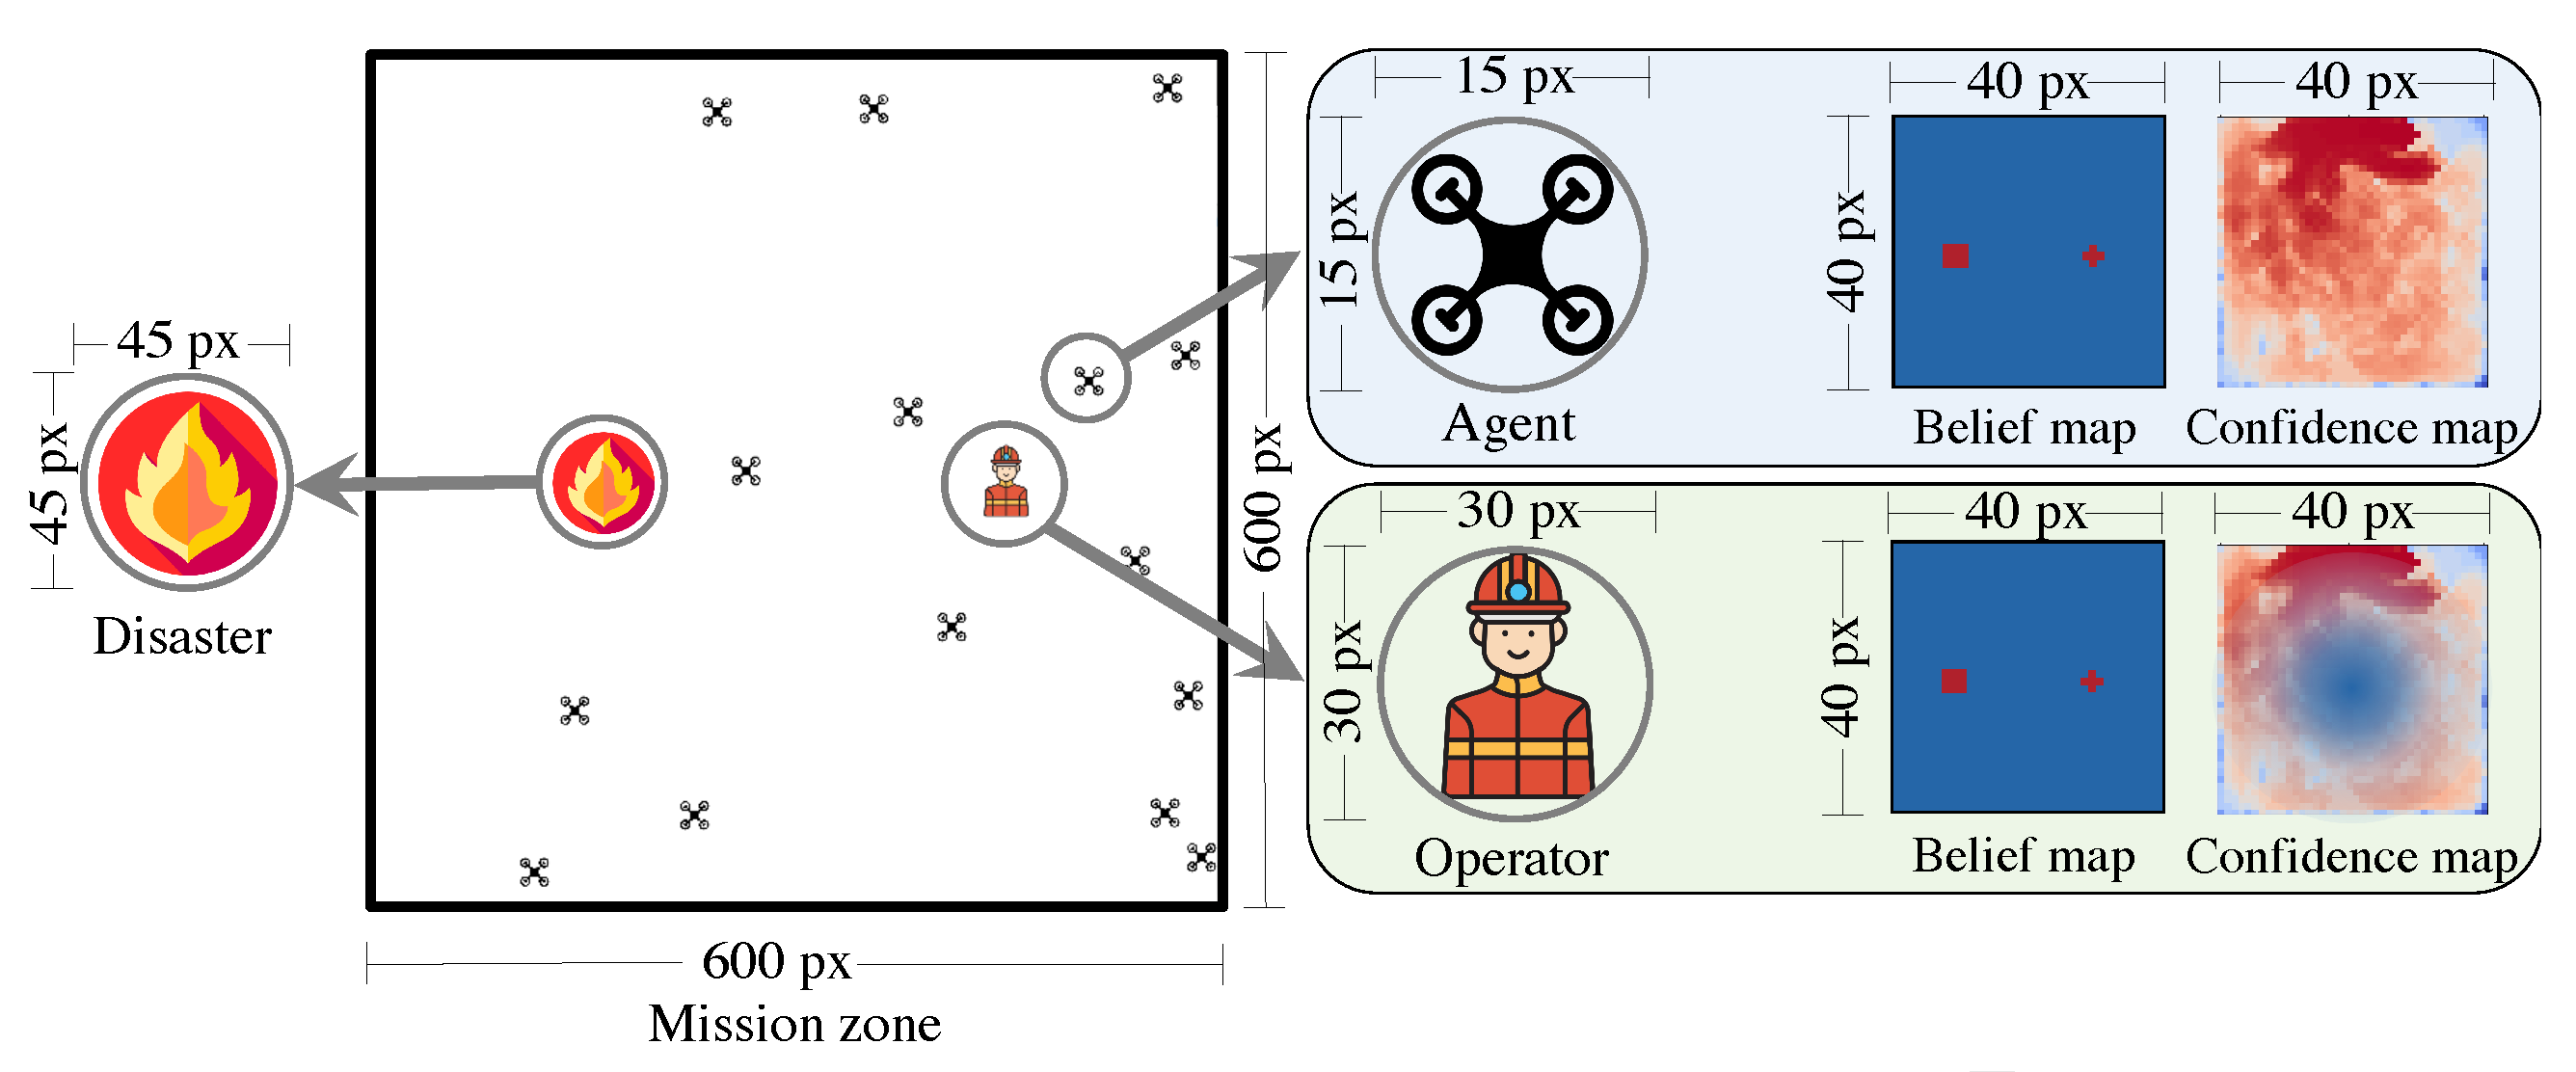 45 px
45 px
Disaster
600 px
600 px
Mission zone
15 px
15 px
Agent
40 px
40 px
Belief map
40 px
Confidence map
30 px
30 px
Operator
40 px
40 px
Belief map
40 px
Confidence map